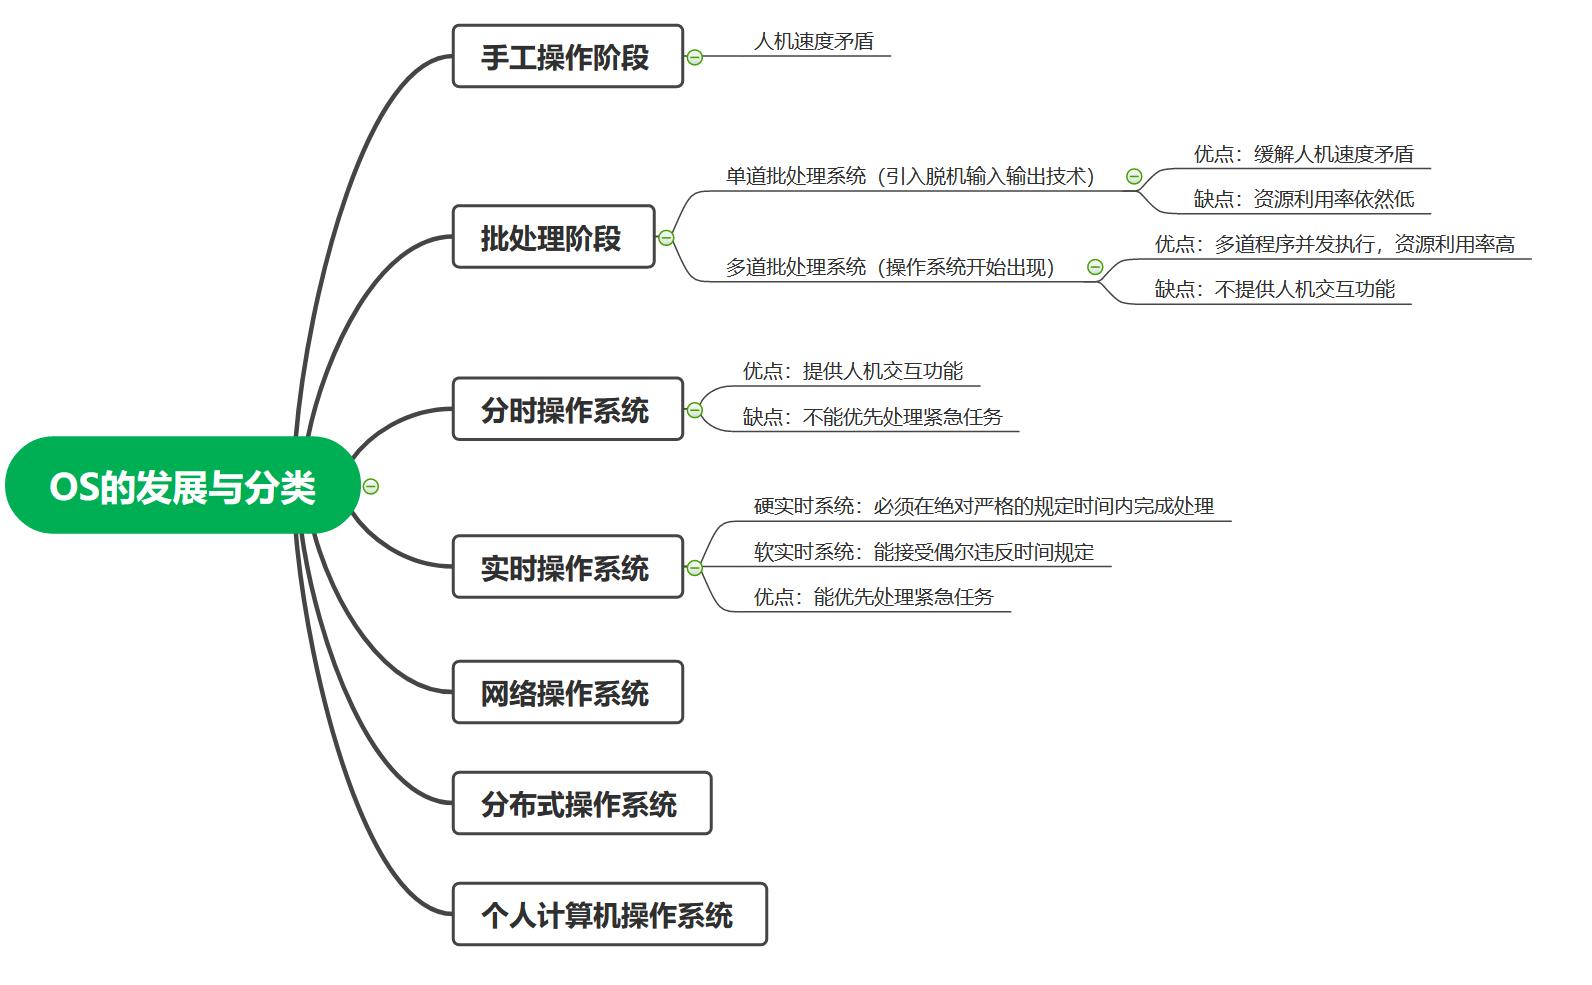 OS的发展与分类
手工操作阶段
人机速度矛盾
批处理阶段
单道批处理系统（引入脱机输入输出技术）
优点：缓解人机速度矛盾
缺点：资源利用率依然低
多道批处理系统（操作系统开始出现）
优点：多道程序并发执行，资源利用率高
缺点：不提供人机交互功能
分时操作系统
优点：提供人机交互功能
缺点：不能优先处理紧急任务
实时操作系统
硬实时系统：必须在绝对严格的规定时间内完成处理
软实时系统：能接受偶尔违反时间规定
优点：能优先处理紧急任务
网络操作系统
分布式操作系统
个人计算机操作系统